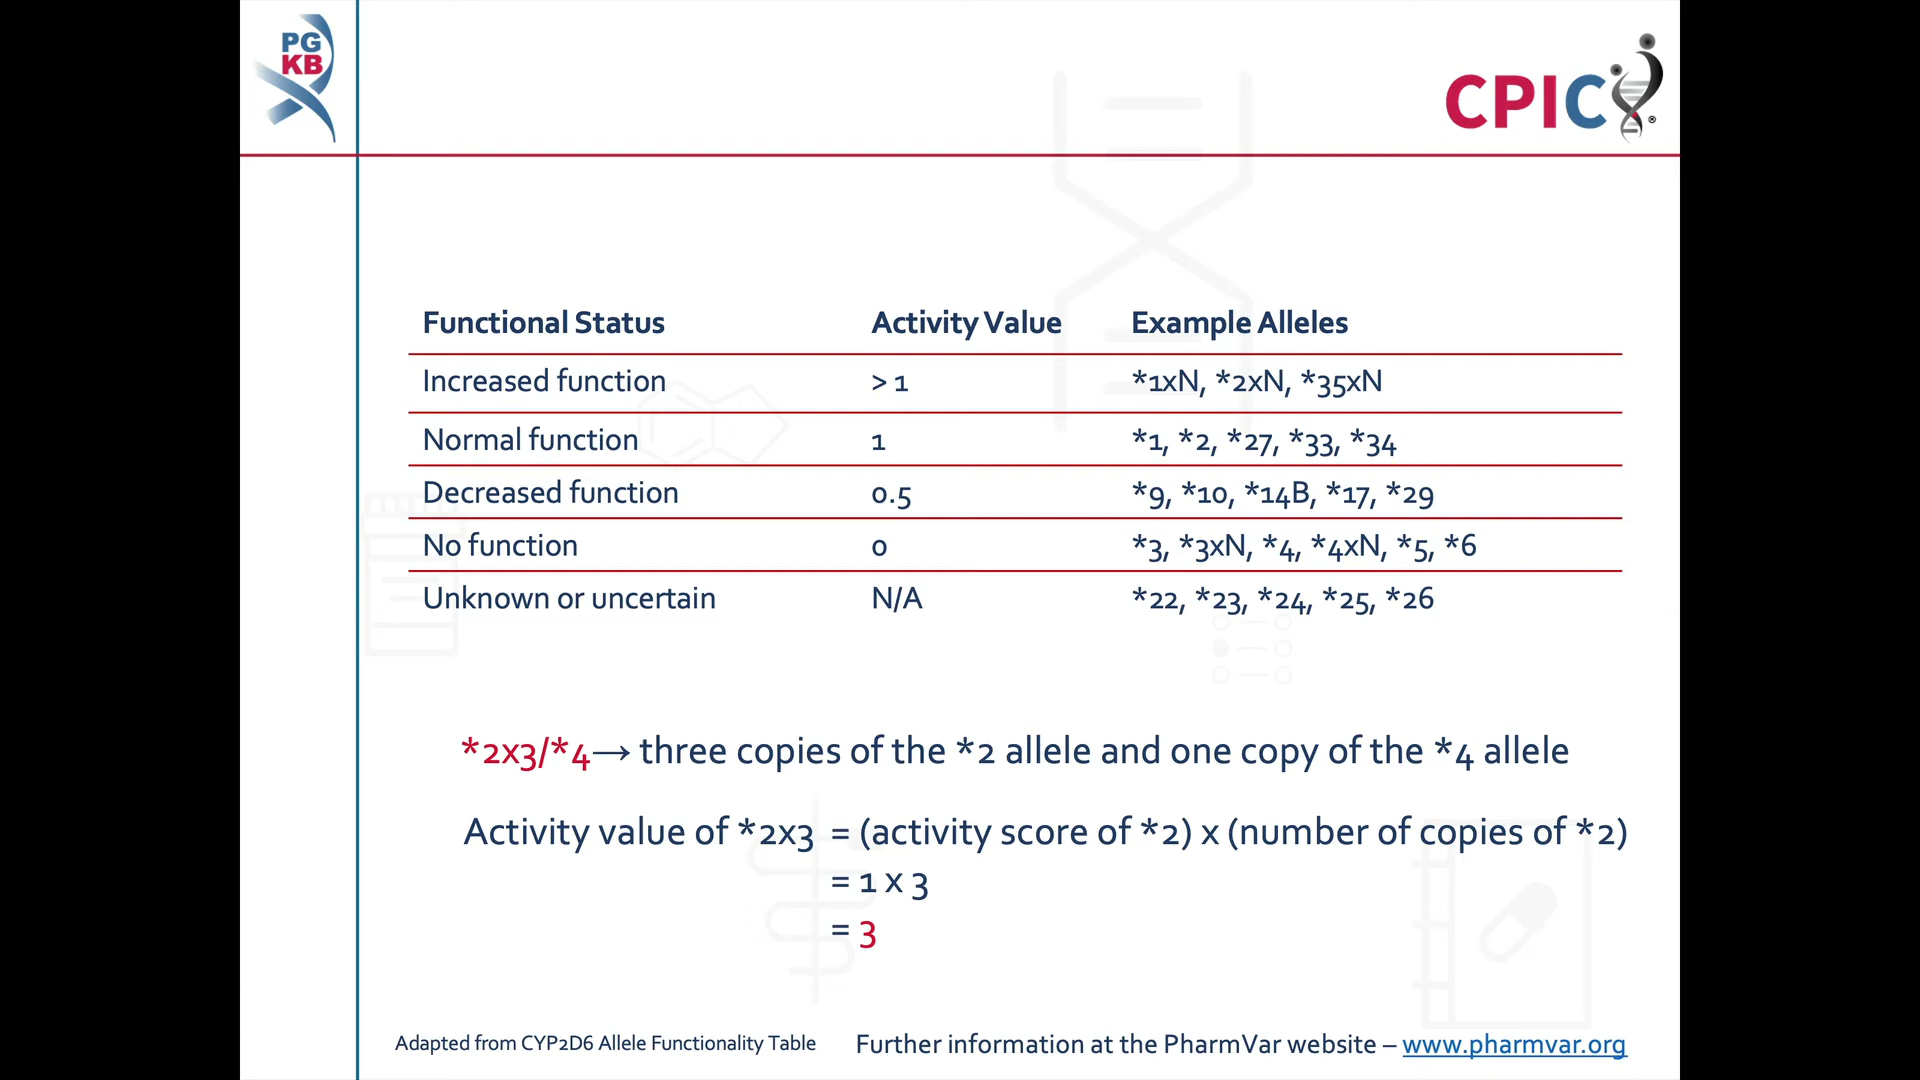 PG
KB
CPIC®
Functional Status Activity Value Example Alleles
Increased function > 1 *1xN, *2xN, *35xN
Normal function 1 *1, *2, *27, *33, *34
Decreased function 0.5 *9, *10, *14B, *17, *29
No function 0 *3, *3xN, *4, *4xN, *5, *6
Unknown or uncertain N/A *22, *23, *24, *25, *26
*2x3/*4→ three copies of the *2 allele and one copy of the *4 allele
Activity value of *2x3 = (activity score of *2) x (number of copies of *2)
= 1 x 3
= 3
Adapted from CYP2D6 Allele Functionality Table Further information at the PharmVar website – www.pharmvar.org